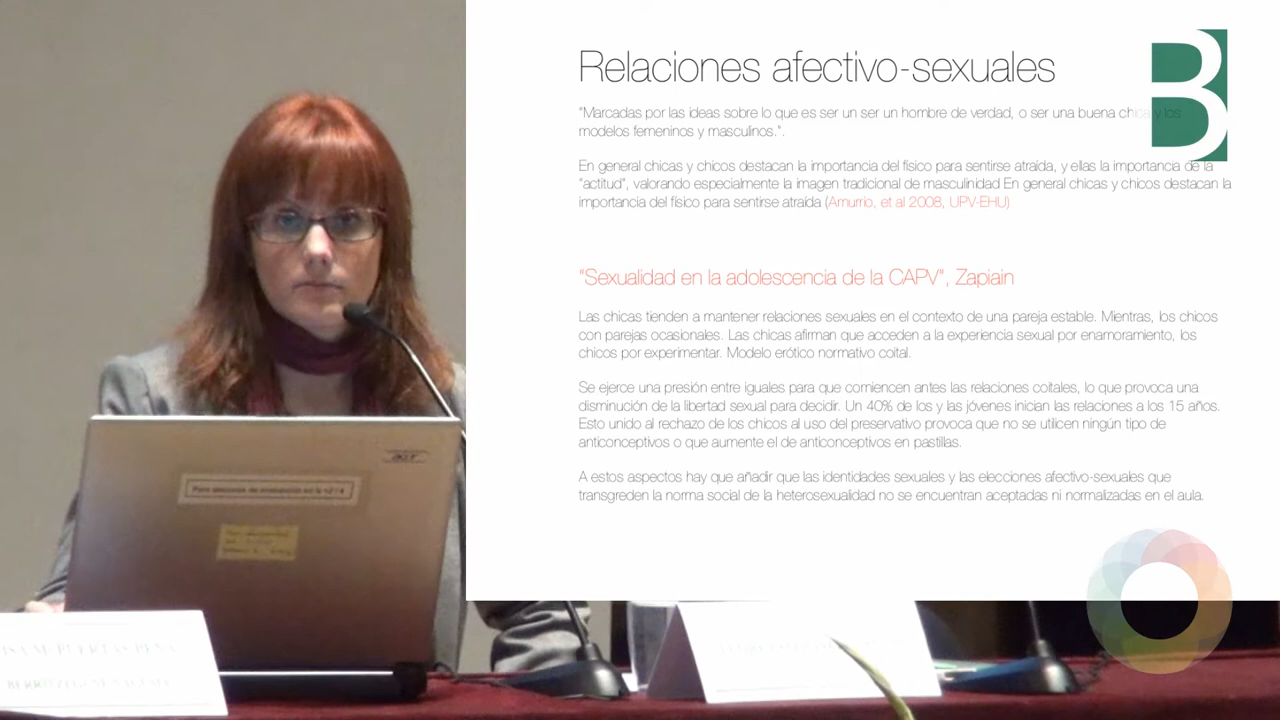 Relaciones afectivo-sexuales
B
"Marcadas por las ideas sobre lo que es ser un ser un hombre de verdad, o ser una buena chica y los
modelos femeninos y masculinos.".
En general chicas y chicos destacan la importancia del físico para sentirse atraída, y ellas la importancia de la
"actitud", valorando especialmente la imagen tradicional de masculinidad En general chicas y chicos destacan la
importancia del físico para sentirse atraída (Amurrio, et al 2008, UPV-EHU)
"Sexualidad en la adolescencia de la CAPV", Zapiain
Las chicas tienden a mantener relaciones sexuales en el contexto de una pareja estable. Mientras, los chicos
con parejas ocasionales. Las chicas afirman que acceden a la experiencia sexual por enamoramiento, los
chicos por experimentar. Modelo erótico normativo coital.
Se ejerce una presión entre iguales para que comiencen antes las relaciones coitales, lo que provoca una
disminución de la libertad sexual para decidir. Un 40% de los y las jóvenes inician las relaciones a los 15 años.
Esto unido al rechazo de los chicos al uso del preservativo provoca que no se utilicen ningún tipo de
anticonceptivos o que aumente el de anticonceptivos en pastillas.
A estos aspectos hay que añadir que las identidades sexuales y las elecciones afectivo-sexuales que
transgreden la norma social de la heterosexualidad no se encuentran aceptadas ni normalizadas en el aula.
acer